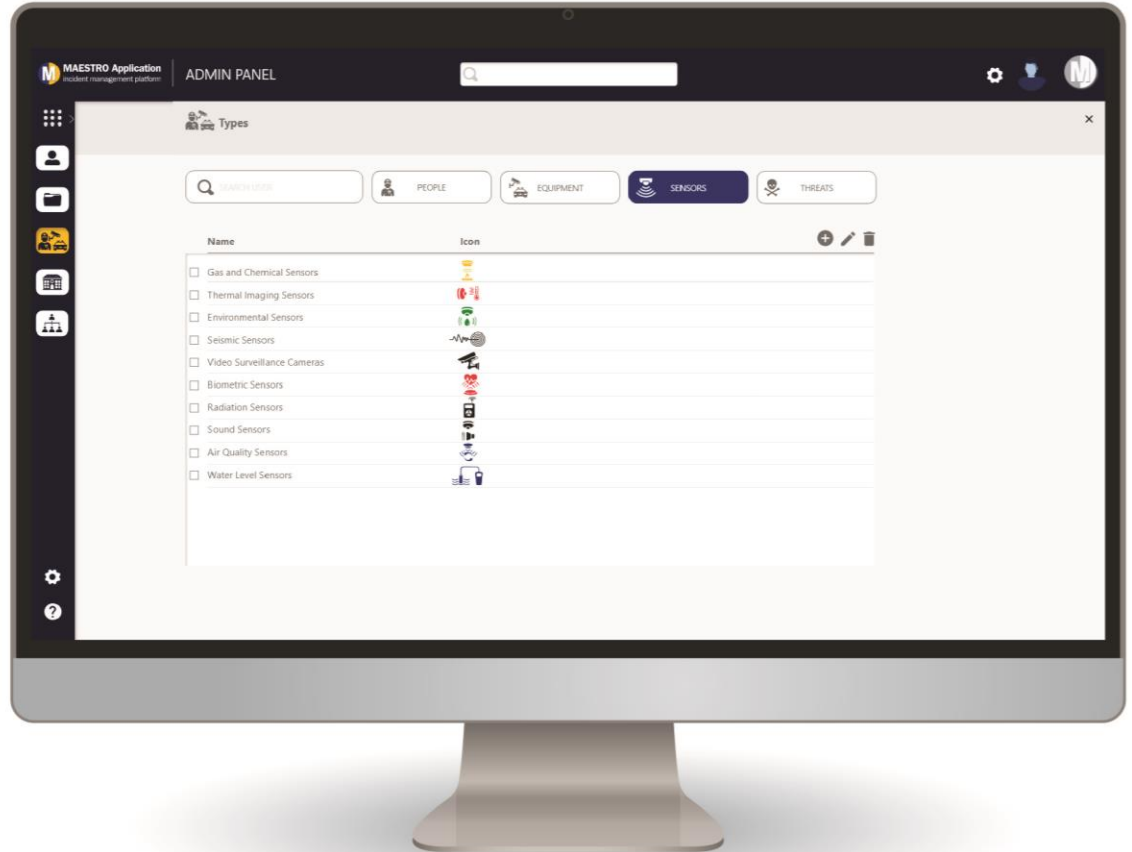 MAESTRO Application
incident management platform
ADMIN PANEL
Types
SEARCH USER
PEOPLE
EQUIPMENT
SENSORS
THREATS
Name Icon
Gas and Chemical Sensors
Thermal Imaging Sensors
Environmental Sensors
Seismic Sensors
Video Surveillance Cameras
Biometric Sensors
Radiation Sensors
Sound Sensors
Air Quality Sensors
Water Level Sensors